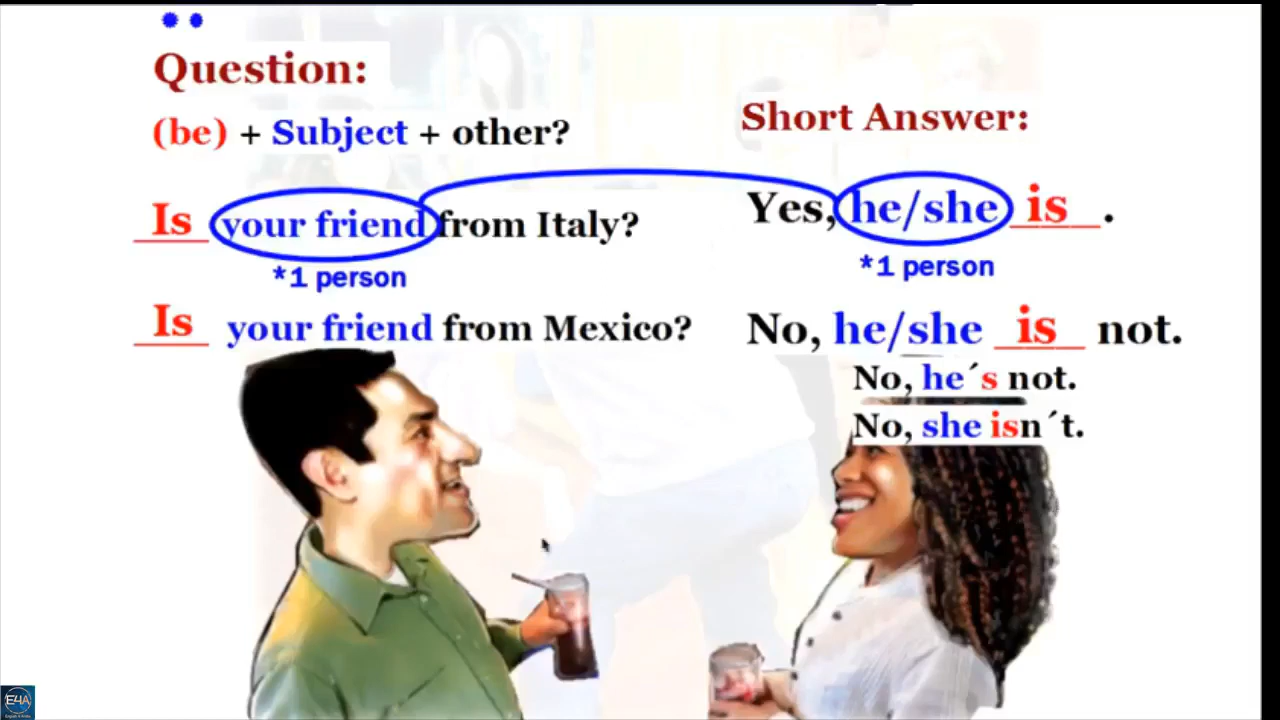 Question:
(be) + Subject + other?
Is your friend from Italy?
*1 person
Is your friend from Mexico?
Short Answer:
Yes, he/she is.
*1 person
No, he/she is not.
No, he´s not.
No, she isn´t.
E4A